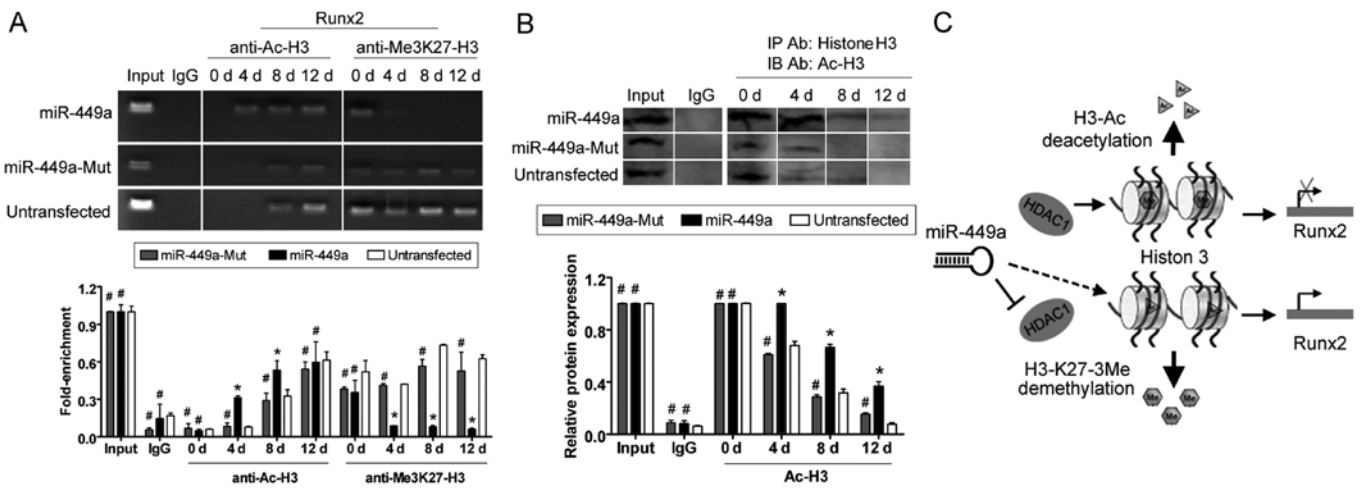 A
Runx2
anti-Ac-H3 anti-Me3K27-H3
Input IgG 0 d 4 d 8 d 12 d 0 d 4 d 8 d 12 d
miR-449a
miR-449a-Mut
Untransfected
miR-449a-Mut miR-449a Untransfected
Fold-enrichment
1.2
0.9
0.6
0.3
0.0
# # # # # # # * # * # # # # # * # * # *
Input IgG 0 d 4 d 8 d 12 d 0 d 4 d 8 d 12 d
anti-Ac-H3 anti-Me3K27-H3
B
IP Ab: Histone H3
IB Ab: Ac-H3
Input IgG 0 d 4 d 8 d 12 d
miR-449a
miR-449a-Mut
Untransfected
miR-449a-Mut miR-449a Untransfected
Relative protein expression
1.2
0.8
0.4
0.0
# # # # # # # * # * # *
Input IgG 0 d 4 d 8 d 12 d
Ac-H3
C
Ac Ac Ac
H3-Ac
deacetylation
HDAC1
Me Me
Runx2
miR-449a
Histon 3
HDAC1
Runx2
H3-K27-3Me
demethylation
Me Me Me